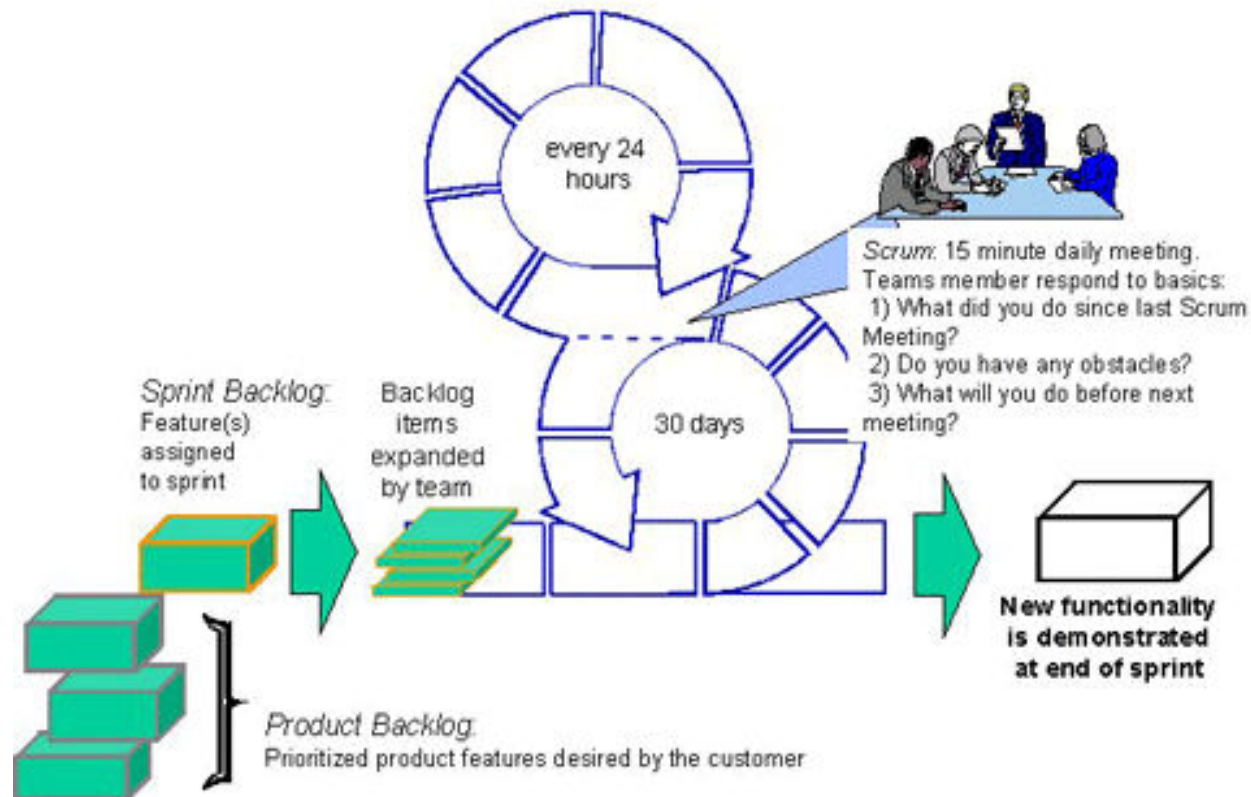 every 24
hours
Scrum: 15 minute daily meeting.
Teams member respond to basics:
1) What did you do since last Scrum
Meeting?
2) Do you have any obstacles?
3) What will you do before next
meeting?
30 days
Sprint Backlog:
Feature(s)
assigned
to sprint
Backlog
items
expanded
by team
New functionality
is demonstrated
at end of sprint
Product Backlog:
Prioritized product features desired by the customer